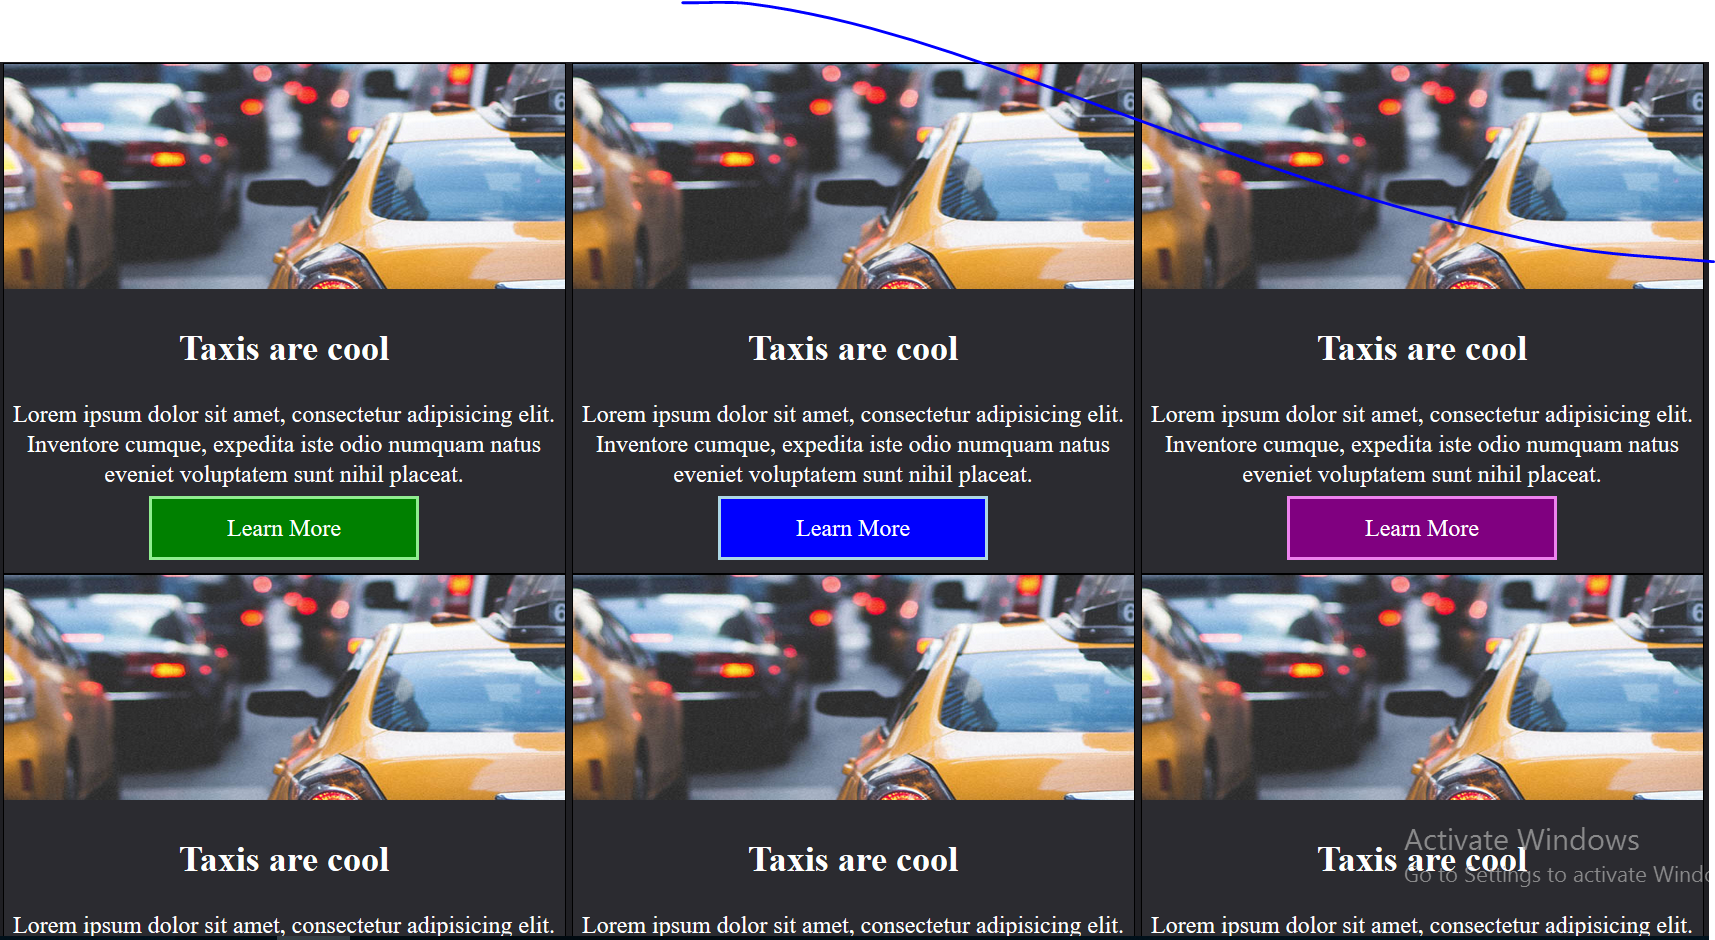 6
6
6
Taxis are cool
Taxis are cool
Taxis are cool
Lorem ipsum dolor sit amet, consectetur adipisicing elit.
Inventore cumque, expedita iste odio numquam natus
eveniet voluptatem sunt nihil placeat.
Learn More
Lorem ipsum dolor sit amet, consectetur adipisicing elit.
Inventore cumque, expedita iste odio numquam natus
eveniet voluptatem sunt nihil placeat.
Learn More
Lorem ipsum dolor sit amet, consectetur adipisicing elit.
Inventore cumque, expedita iste odio numquam natus
eveniet voluptatem sunt nihil placeat.
Learn More
6
6
6
Taxis are cool
Lorem ipsum dolor sit amet, consectetur adipisicing elit.
Taxis are cool
Lorem ipsum dolor sit amet, consectetur adipisicing elit.
Taxis are cool
Lorem ipsum dolor sit amet, consectetur adipisicing elit.
Activate Windows
Go to Settings to activate Windo